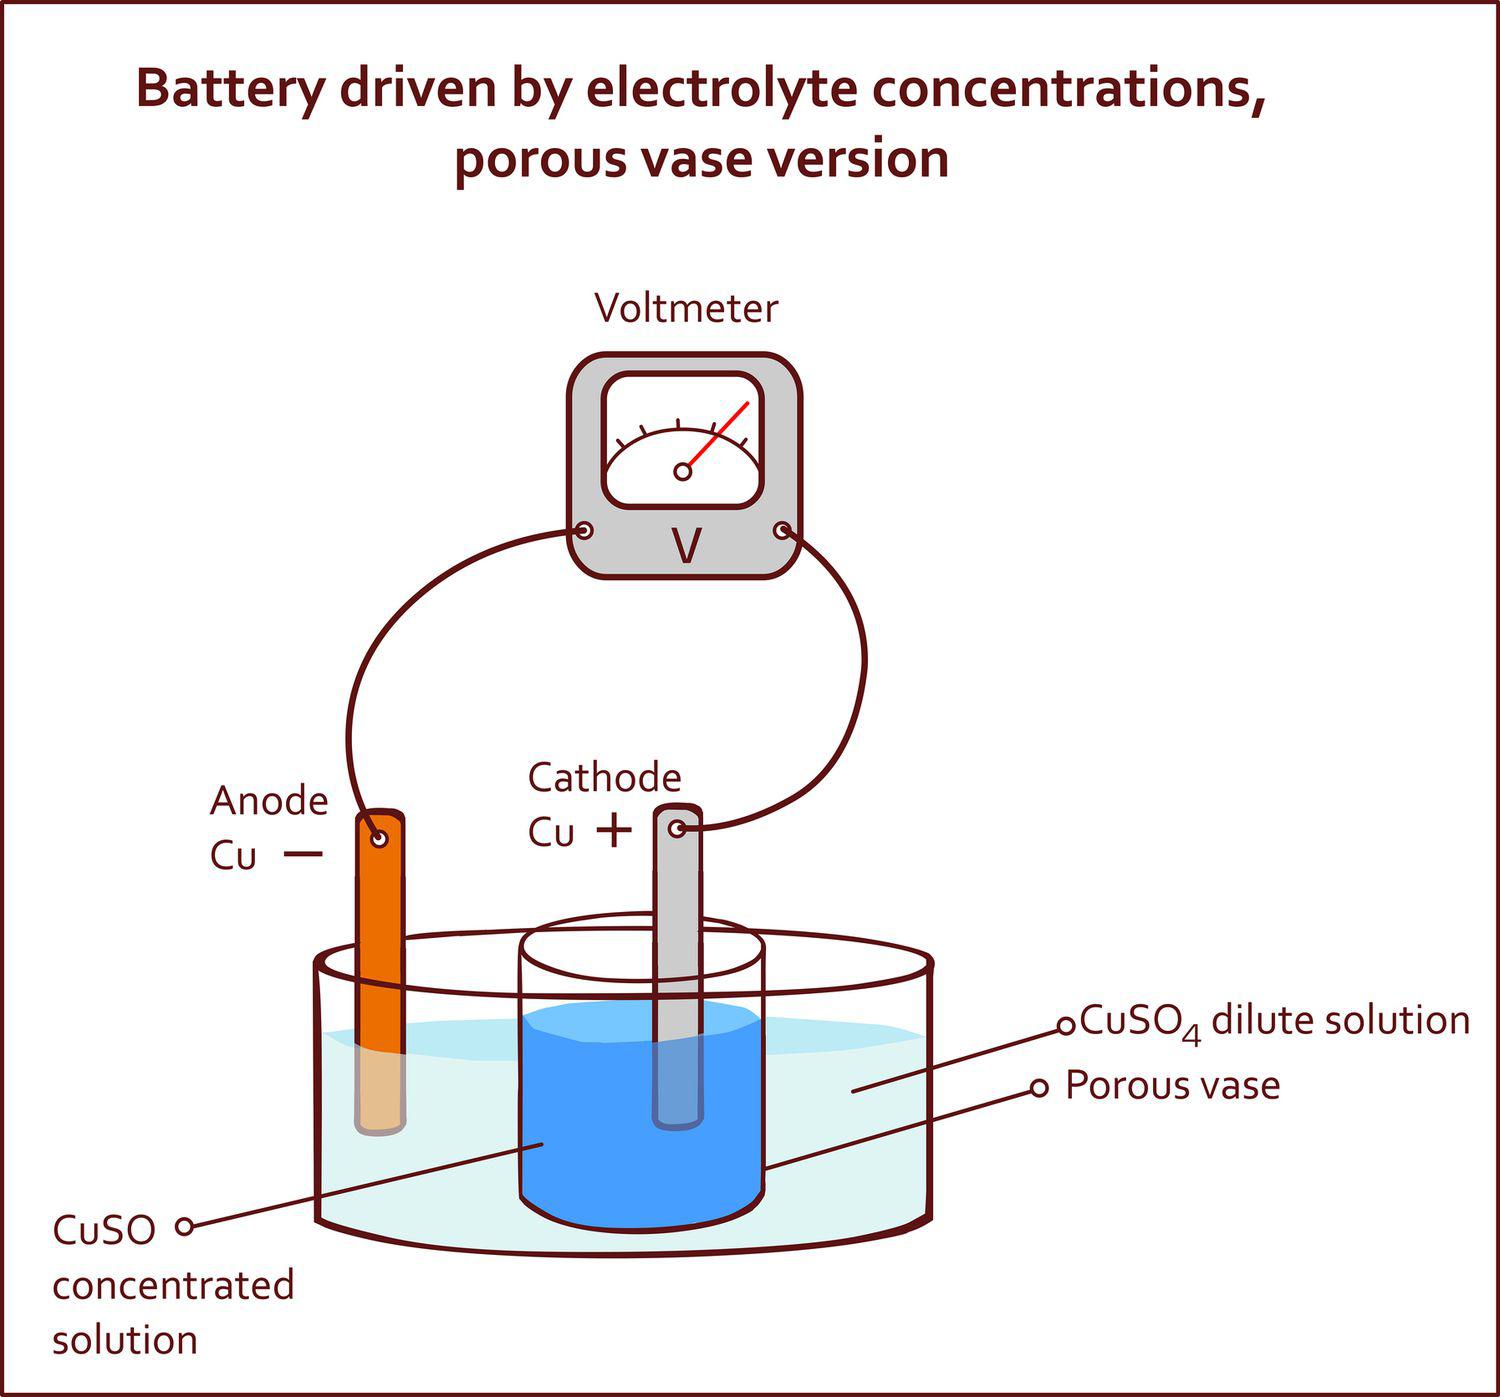 Battery driven by electrolyte concentrations,
porous vase version
Voltmeter
V
Anode
Cu −
Cathode
Cu +
CuSO₄ dilute solution
Porous vase
CuSO
concentrated
solution